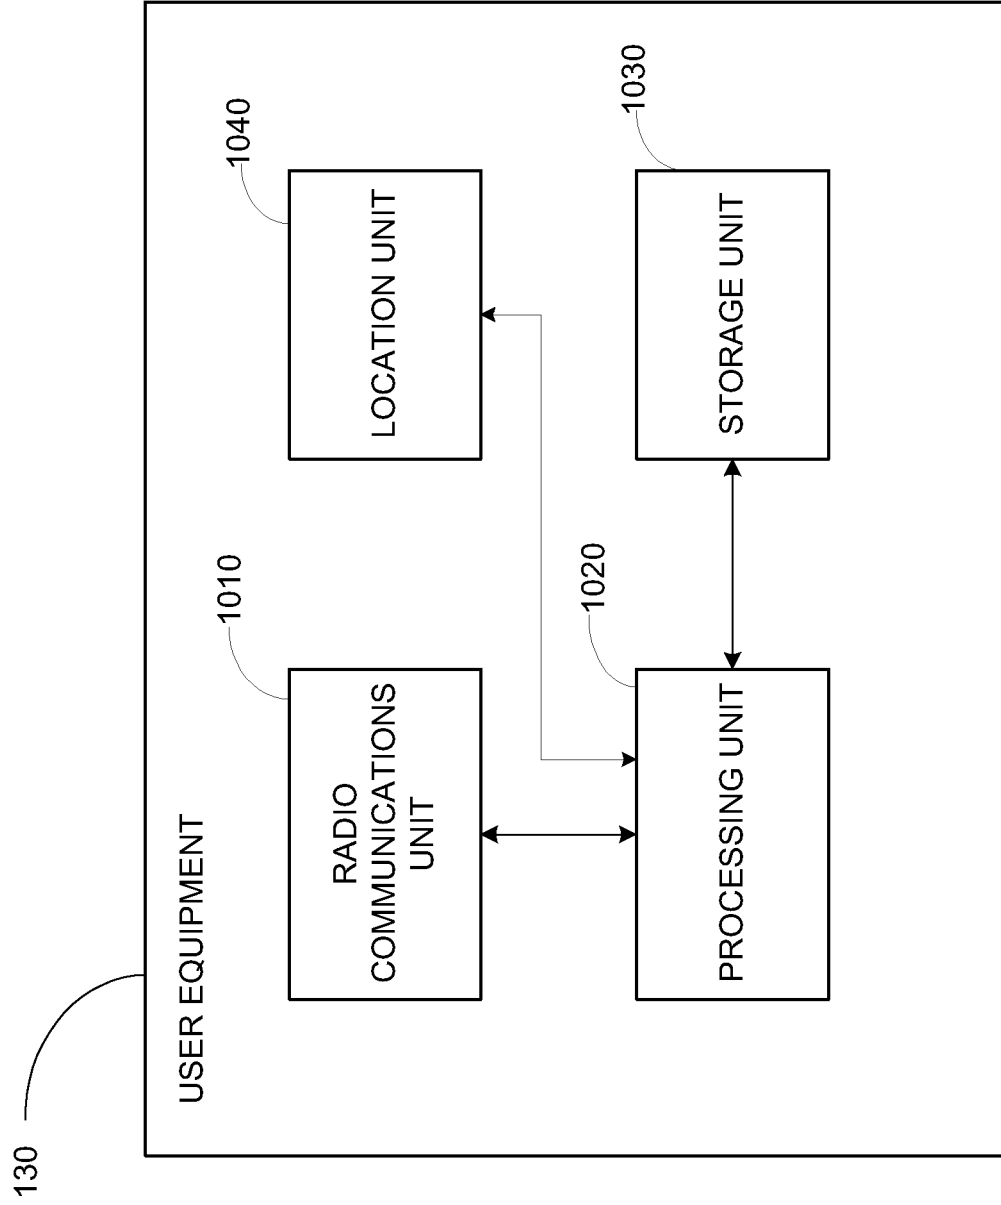 130
USER EQUIPMENT
1010
RADIO
COMMUNICATIONS
UNIT
1040
LOCATION UNIT
1020
PROCESSING UNIT
1030
STORAGE UNIT